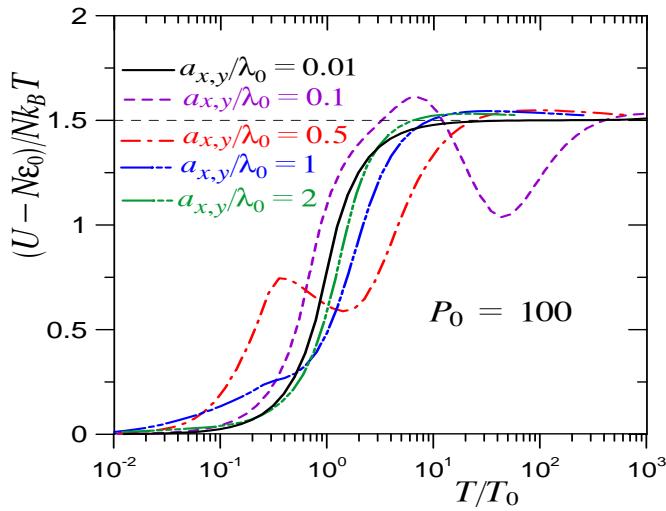 2
a_{x,y}/λ_0 = 0.01
a_{x,y}/λ_0 = 0.1
1.5
a_{x,y}/λ_0 = 0.5
a_{x,y}/λ_0 = 1
a_{x,y}/λ_0 = 2
(U − Nε_0)/Nk_BT
1
P_0 = 100
0.5
0
10^{-2} 10^{-1} 10^0 10^1 10^2 10^3
T/T_0